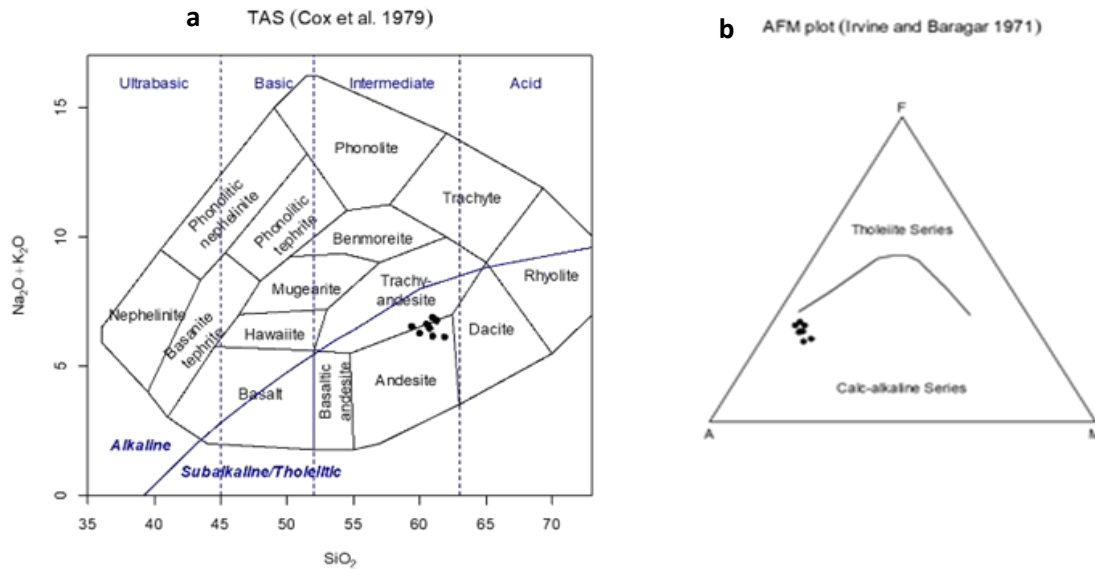 a
TAS (Cox et al. 1979)
Ultrabasic
Basic
Intermediate
Acid
Na2O + K2O
15
10
5
0
Phonolite
Phonolitic
nephelinite
Phonolitic
tephrite
Trachyte
Benmoreite
Rhyolite
Trachy-
andesite
Mugearite
Nephelinite
Basanite
tephrite
Hawaiite
Dacite
Basalt
Basaltic
andesite
Andesite
Alkaline
Subalkaline/Tholeiitic
35 40 45 50 55 60 65 70
SiO2
b
AFM plot (Irvine and Baragar 1971)
F
Tholeiite Series
Calc-alkaline Series
A
M